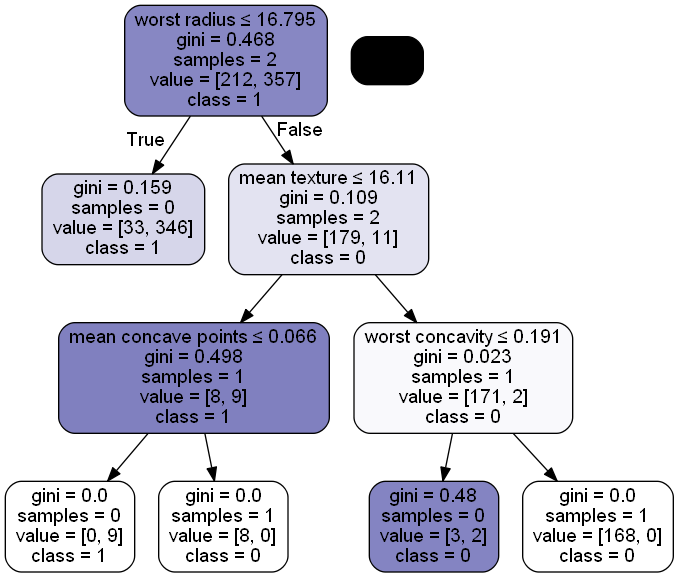 worst radius ≤ 16.795
gini = 0.468
samples = 2
value = [212, 357]
class = 1
True
False
gini = 0.159
samples = 0
value = [33, 346]
class = 1
mean texture ≤ 16.11
gini = 0.109
samples = 2
value = [179, 11]
class = 0
mean concave points ≤ 0.066
gini = 0.498
samples = 1
value = [8, 9]
class = 1
worst concavity ≤ 0.191
gini = 0.023
samples = 1
value = [171, 2]
class = 0
gini = 0.0
samples = 0
value = [0, 9]
class = 1
gini = 0.0
samples = 1
value = [8, 0]
class = 0
gini = 0.48
samples = 0
value = [3, 2]
class = 0
gini = 0.0
samples = 1
value = [168, 0]
class = 0